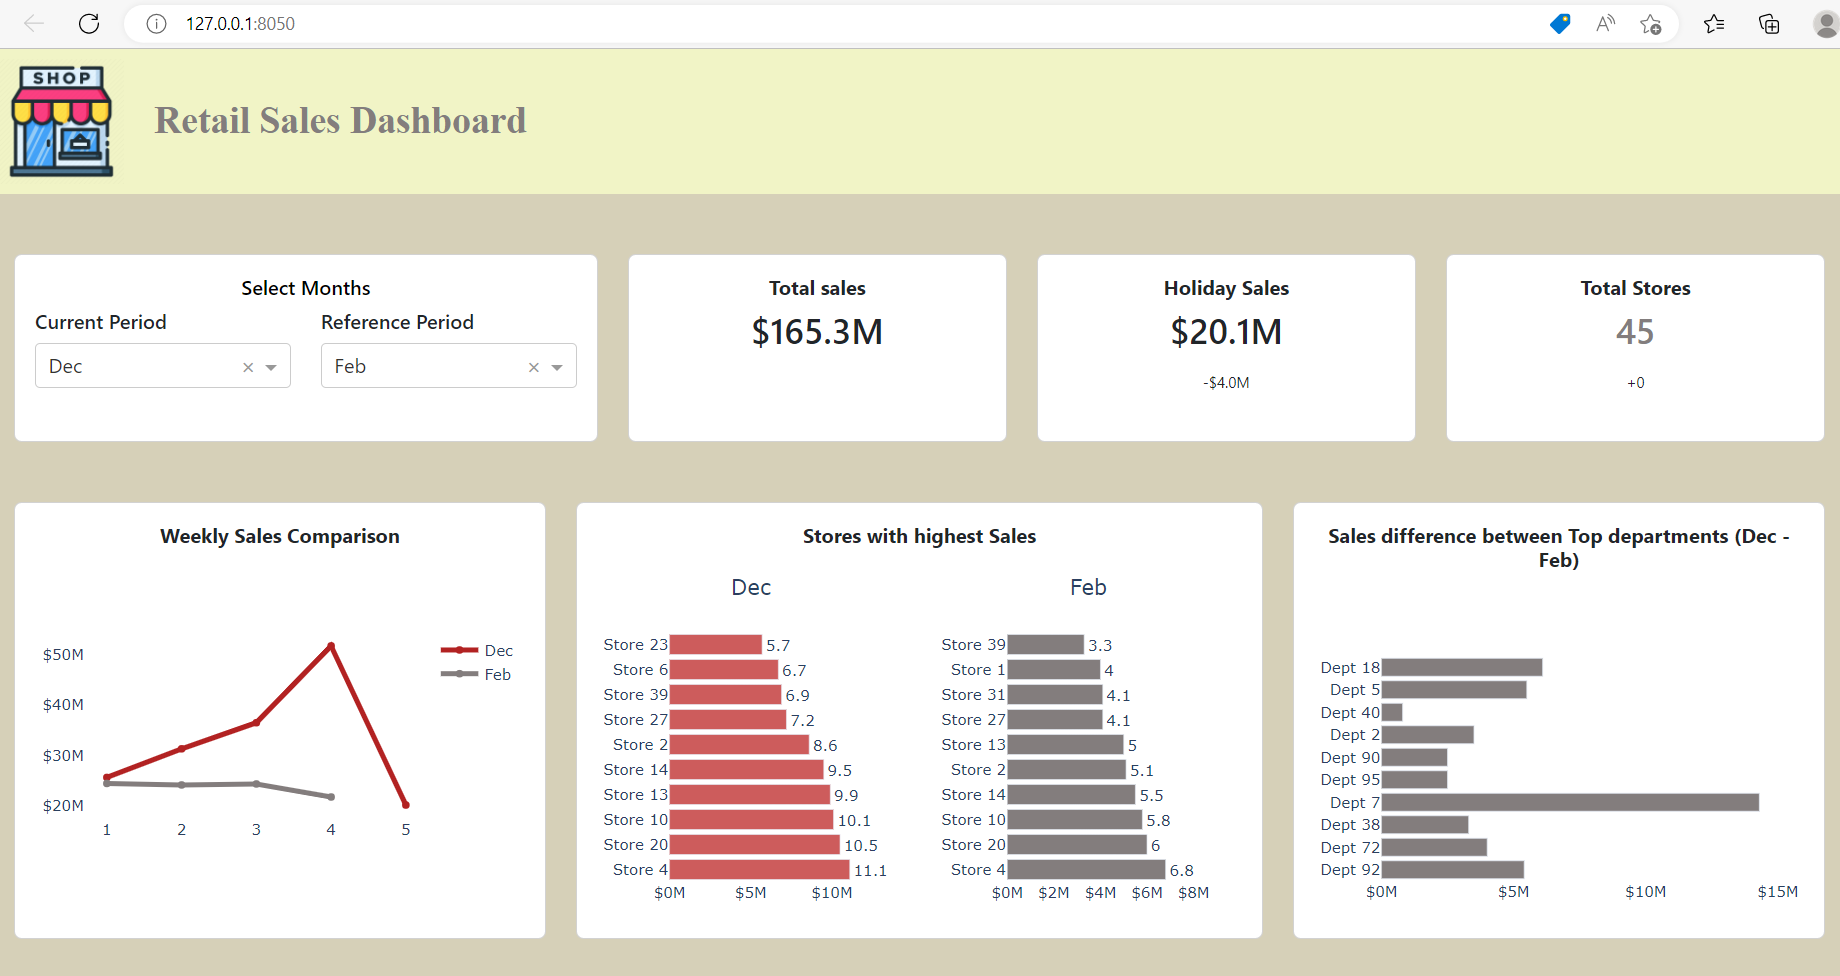 127.0.0.1:8050
SHOP
Retail Sales Dashboard
Select Months
Current Period
Reference Period
Dec
Feb
Total sales
$165.3M
Holiday Sales
$20.1M
-$4.0M
Total Stores
45
+0
Weekly Sales Comparison
$50M
$40M
$30M
$20M
1 2 3 4 5
Dec
Feb
Stores with highest Sales
Dec
Store 23 5.7
Store 6 6.7
Store 39 6.9
Store 27 7.2
Store 2 8.6
Store 14 9.5
Store 13 9.9
Store 10 10.1
Store 20 10.5
Store 4 11.1
$0M $5M $10M
Feb
Store 39 3.3
Store 1 4
Store 31 4.1
Store 27 4.1
Store 13 5
Store 2 5.1
Store 14 5.5
Store 10 5.8
Store 20 6
Store 4 6.8
$0M $2M $4M $6M $8M
Sales difference between Top departments (Dec -
Feb)
Dept 18
Dept 5
Dept 40
Dept 2
Dept 90
Dept 95
Dept 7
Dept 38
Dept 72
Dept 92
$0M $5M $10M $15M